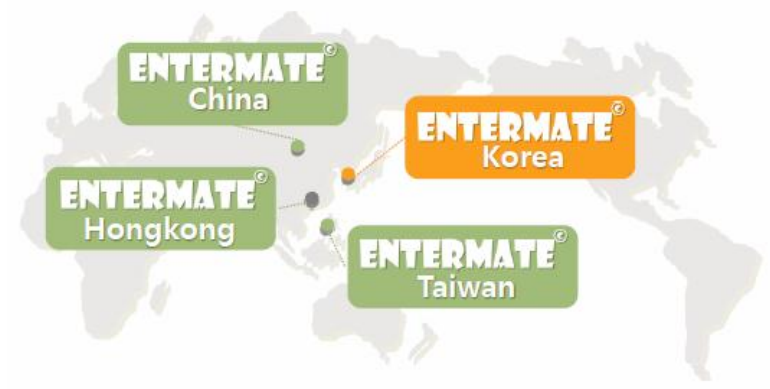 ENTERMATE©
China
ENTERMATE©
Korea
ENTERMATE©
Hongkong
ENTERMATE©
Taiwan